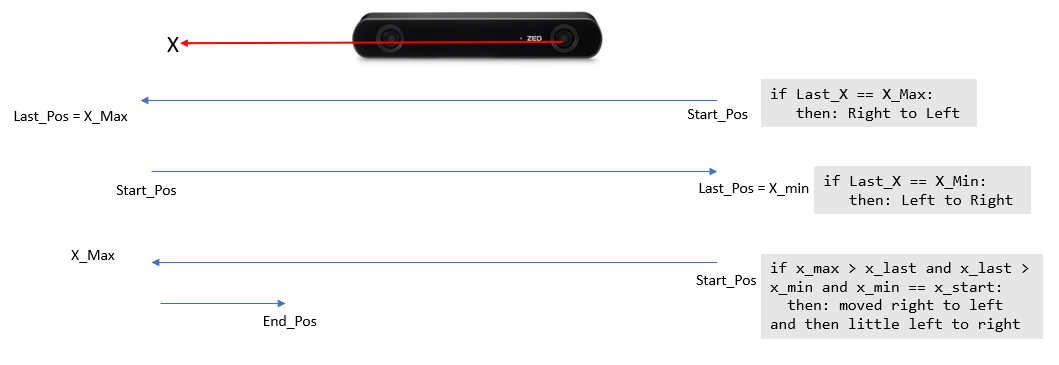 X
ZED
if Last_X == X_Max:
then: Right to Left
Last_Pos = X_Max
Start_Pos
if Last_X == X_Min:
then: Left to Right
Start_Pos
Last_Pos = X_min
X_Max
Start_Pos
if x_max > x_last and x_last >
x_min and x_min == x_start:
then: moved right to left
and then little left to right
End_Pos